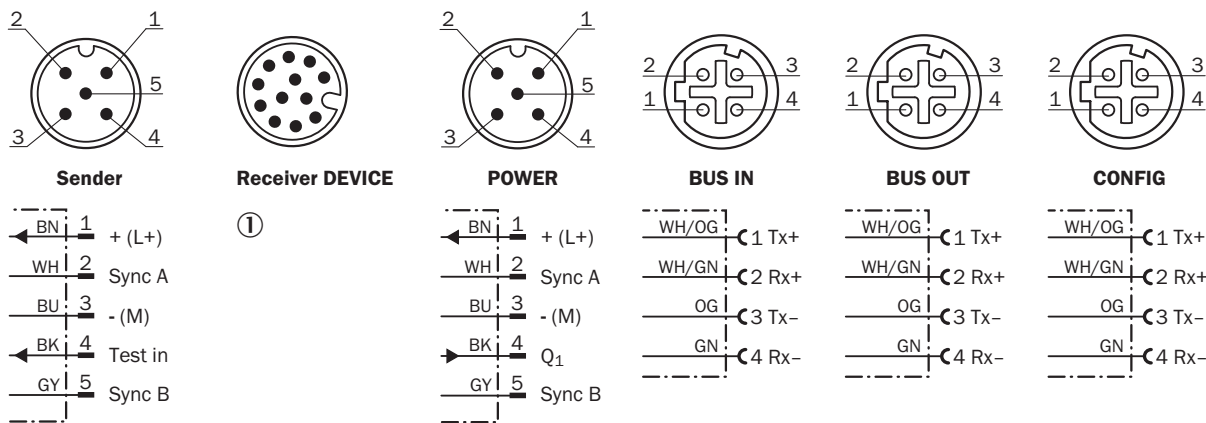 2 1
5
3 4
Sender
BN 1 + (L+)
WH 2 Sync A
BU 3 - (M)
BK 4 Test in
GY 5 Sync B
Receiver DEVICE
①
2 1
5
3 4
POWER
BN 1 + (L+)
WH 2 Sync A
BU 3 - (M)
BK 4 Q₁
GY 5 Sync B
2 3
1 4
BUS IN
WH/OG 1 Tx+
WH/GN 2 Rx+
OG 3 Tx–
GN 4 Rx–
2 3
1 4
BUS OUT
WH/OG 1 Tx+
WH/GN 2 Rx+
OG 3 Tx–
GN 4 Rx–
2 3
1 4
CONFIG
WH/OG 1 Tx+
WH/GN 2 Rx+
OG 3 Tx–
GN 4 Rx–